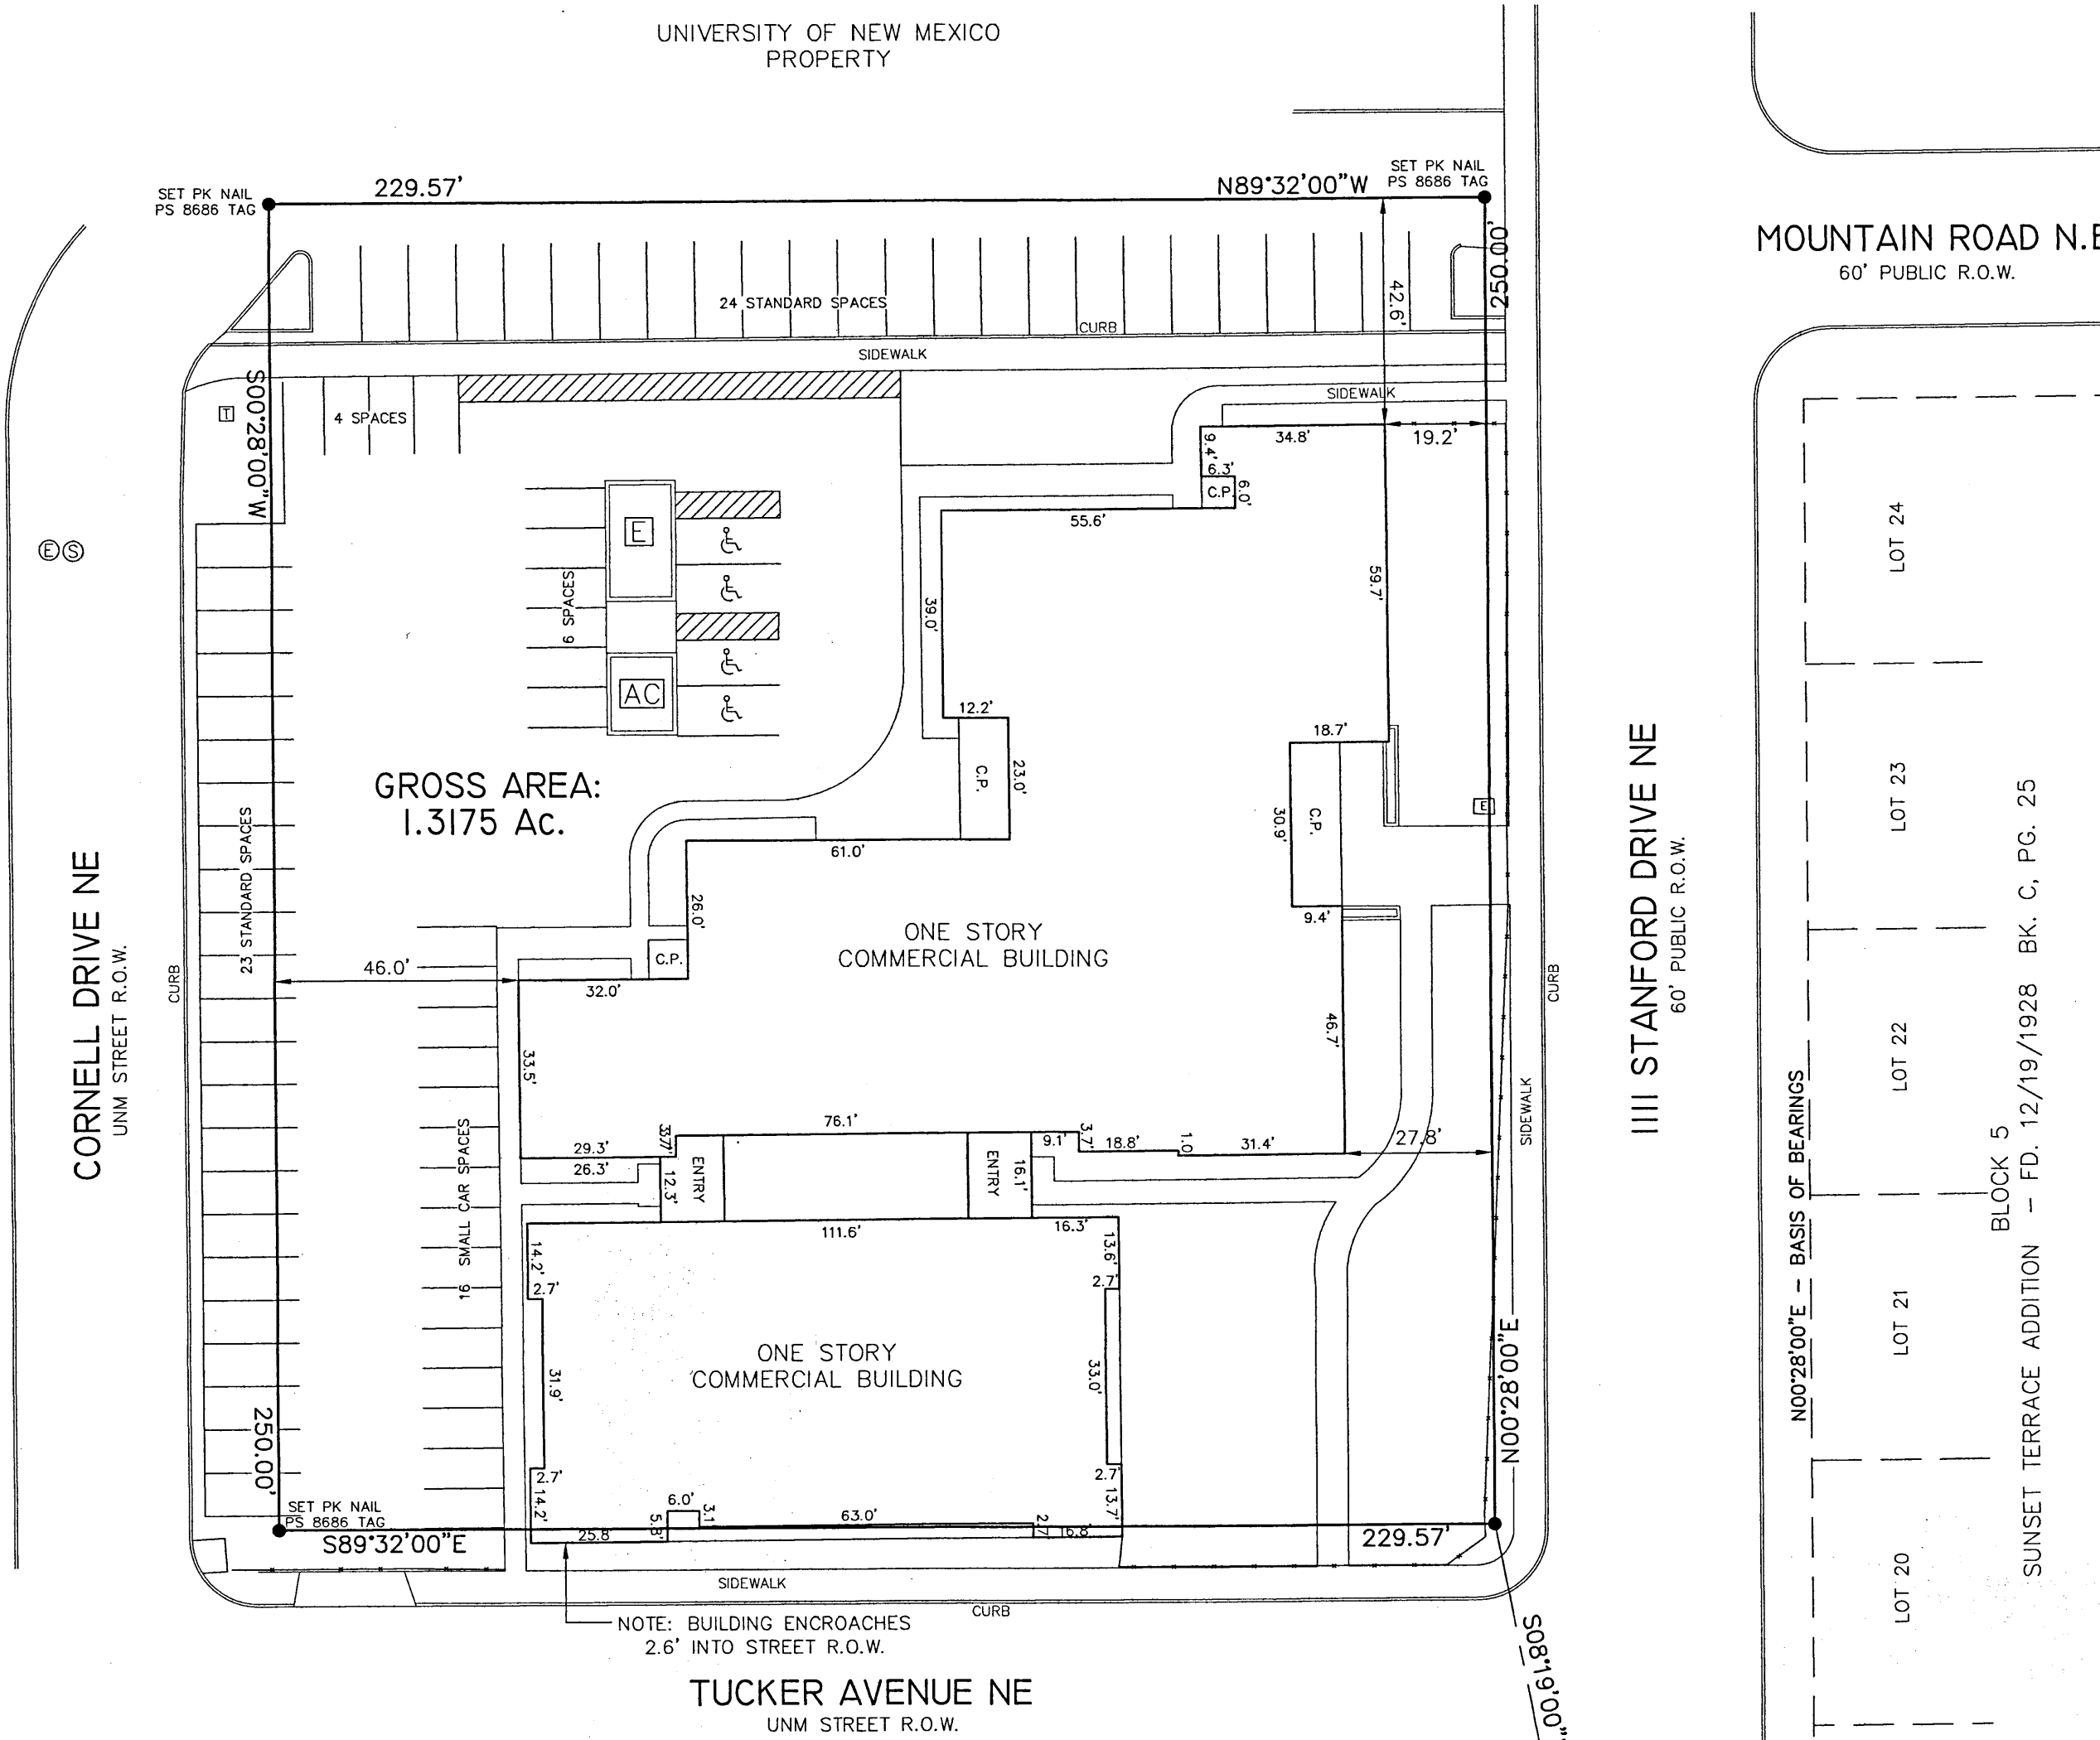 UNIVERSITY OF NEW MEXICO
PROPERTY
SET PK NAIL
PS 8686 TAG
229.57'
N89°32'00"W
SET PK NAIL
PS 8686 TAG
250.00'
MOUNTAIN ROAD N.E
60' PUBLIC R.O.W.
24 STANDARD SPACES
42.6'
CURB
SIDEWALK
S00°28'00"W
T
4 SPACES
SIDEWALK
34.8'
19.2'
9.4'
6.3'
C.P.
6.0'
55.6'
E
6 SPACES
AC
E S
39.0'
59.7'
12.2'
C.P.
23.0'
18.7'
C.P.
30.9'
E
9.4'
GROSS AREA:
1.3175 Ac.
61.0'
26.0'
C.P.
ONE STORY
COMMERCIAL BUILDING
46.0'
32.0'
33.5'
46.7'
23 STANDARD SPACES
CURB
CORNELL DRIVE NE
UNM STREET R.O.W.
16 SMALL CAR SPACES
76.1'
29.3'
26.3'
12.3'
ENTRY
ENTRY
16.1'
9.1'
3.7'
18.8'
1.0'
31.4'
27.8'
111.6'
16.3'
14.2'
2.7'
13.6'
2.7'
31.9'
33.0'
ONE STORY
COMMERCIAL BUILDING
2.7'
14.2'
2.7'
13.7'
6.0'
3.1
5.8'
63.0'
25.8'
2.7'
16.8'
250.00'
SET PK NAIL
PS 8686 TAG
S89°32'00"E
229.57'
N00°28'00"E
SIDEWALK
CURB
SIDEWALK
CURB
NOTE: BUILDING ENCROACHES
2.6' INTO STREET R.O.W.
TUCKER AVENUE NE
UNM STREET R.O.W.
S08°19'00"
1111 STANFORD DRIVE NE
60' PUBLIC R.O.W.
N00°28'00"E - BASIS OF BEARINGS
LOT 24
LOT 23
LOT 22
LOT 21
LOT 20
BLOCK 5
SUNSET TERRACE ADDITION - FD. 12/19/1928 BK. C, PG. 25